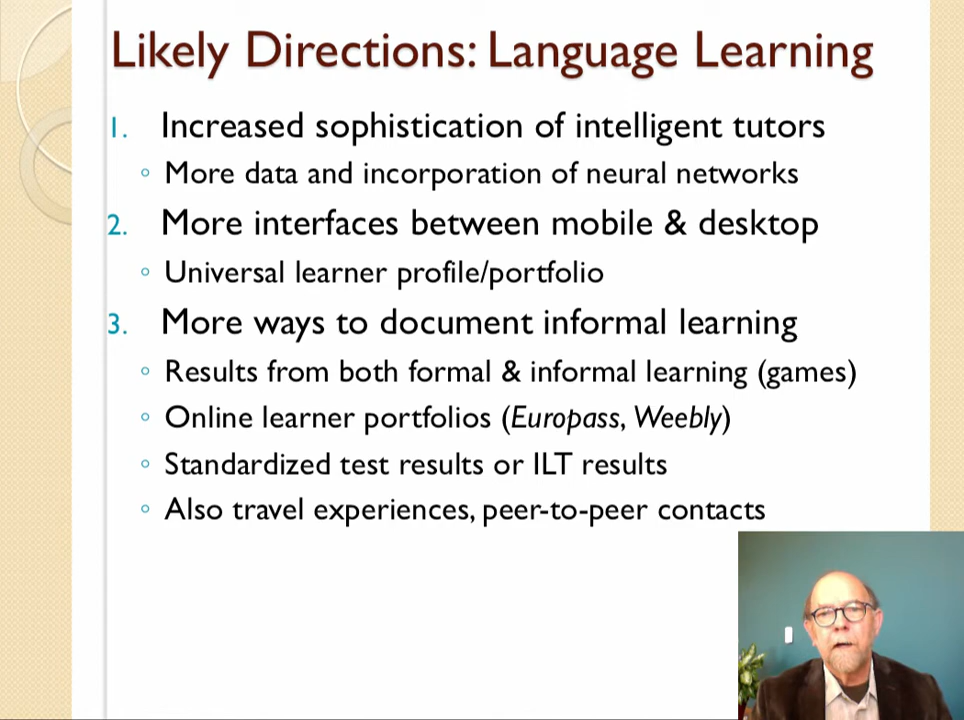 Likely Directions: Language Learning
1. Increased sophistication of intelligent tutors
◦ More data and incorporation of neural networks
2. More interfaces between mobile & desktop
◦ Universal learner profile/portfolio
3. More ways to document informal learning
◦ Results from both formal & informal learning (games)
◦ Online learner portfolios (Europass, Weebly)
◦ Standardized test results or ILT results
◦ Also travel experiences, peer-to-peer contacts